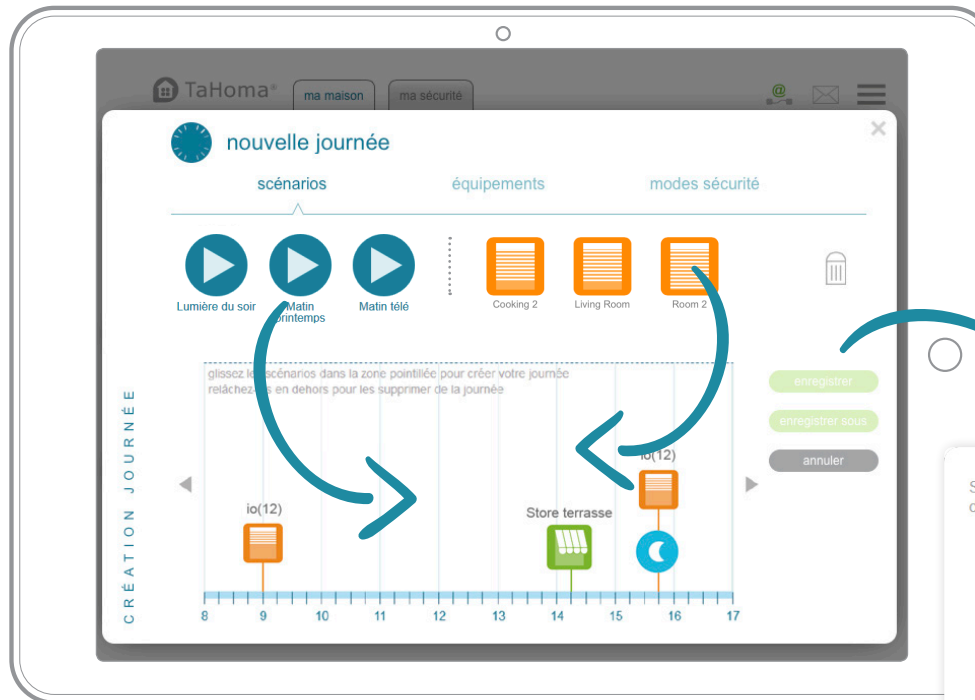 TaHoma®
ma maison
ma sécurité
@
nouvelle journée
scénarios
équipements
modes sécurité
Lumière du soir
Matin
printemps
Matin télé
Cooking 2
Living Room
Room 2
glissez les scénarios dans la zone pointillée pour créer votre journée
relâchez-les en dehors pour les supprimer de la journée
enregistrer
enregistrer sous
annuler
CRÉATION JOURNÉE
io(12)
Store terrasse
io(12)
8 9 10 11 12 13 14 15 16 17